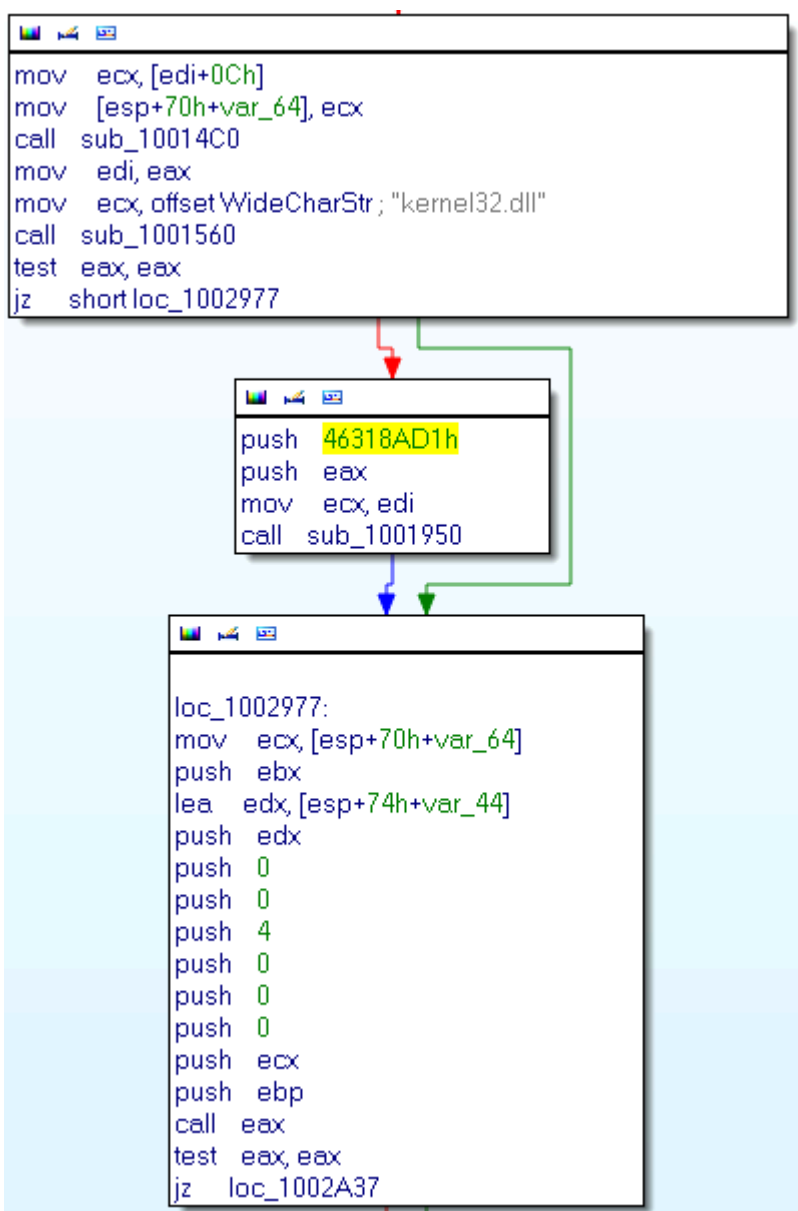 mov ecx, [edi+0Ch]
mov [esp+70h+var_64], ecx
call sub_10014C0
mov edi, eax
mov ecx, offset WideCharStr ; "kernel32.dll"
call sub_1001560
test eax, eax
jz short loc_1002977
push 46318AD1h
push eax
mov ecx, edi
call sub_1001950
loc_1002977:
mov ecx, [esp+70h+var_64]
push ebx
lea edx, [esp+74h+var_44]
push edx
push 0
push 0
push 4
push 0
push 0
push 0
push ecx
push ebp
call eax
test eax, eax
jz loc_1002A37